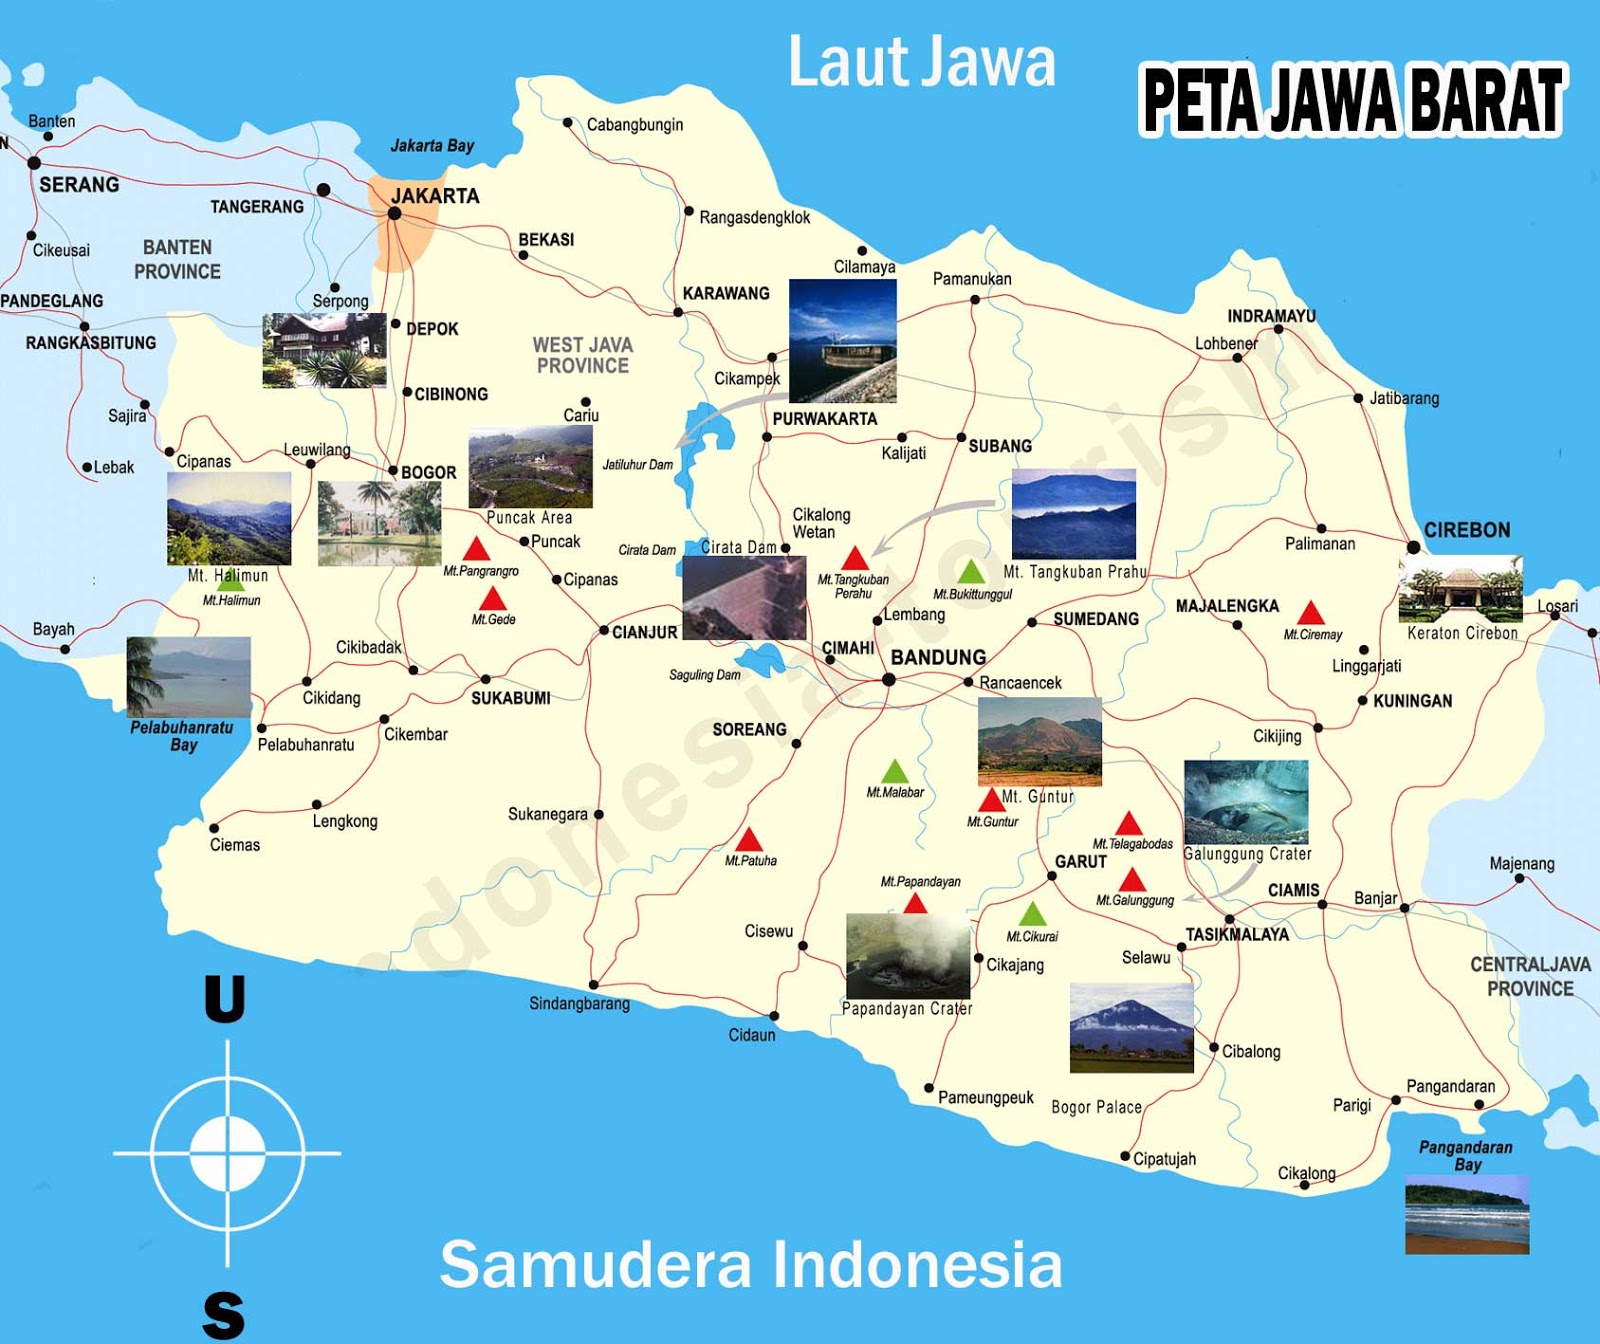 Laut Jawa
PETA JAWA BARAT
Banten
N
SERANG
Jakarta Bay
Cabangbungin
TANGERANG
JAKARTA
Rangasdengklok
Cikeusai
BANTEN
PROVINCE
BEKASI
Cilamaya
Pamanukan
PANDEGLANG
Serpong
KARAWANG
INDRAMAYU
RANGKASBITUNG
DEPOK
WEST JAVA
PROVINCE
Lohbener
Cikampek
CIBINONG
Jatibarang
Sajira
Cariu
PURWAKARTA
Kalijati
SUBANG
Lebak
Cipanas
Leuwilang
BOGOR
Jatiluhur Dam
Puncak Area
Cikalong
Wetan
CIREBON
Puncak
Cirata Dam
Cirata Dam
Palimanan
Mt. Halimun
Mt.Halimun
Mt.Pangrangro
Cipanas
Mt.Tangkuban
Perahu
Mt.Bukittunggul
Mt. Tangkuban Prahu
Mt.Gede
Lembang
SUMEDANG
MAJALENGKA
Mt.Ciremay
Keraton Cirebon
Losari
Bayah
Cikibadak
CIANJUR
CIMAHI
BANDUNG
Linggarjati
Saguling Dam
Rancaencek
Cikidang
SUKABUMI
KUNINGAN
Pelabuhanratu
Bay
Pelabuhanratu
Cikembar
SOREANG
Cikijing
Mt.Malabar
Mt. Guntur
Mt.Guntur
Lengkong
Sukanegara
Ciemas
Mt.Patuha
Mt.Telagabodas
Galunggung Crater
GARUT
Majenang
Mt.Papandayan
Mt.Galunggung
CIAMIS
Banjar
Cisewu
Mt.Cikurai
TASIKMALAYA
Cikajang
Selawu
CENTRALJAVA
PROVINCE
Sindangbarang
Papandayan Crater
Cidaun
Cibalong
Pameungpeuk
Bogor Palace
Parigi
Pangandaran
Cipatujah
Cikalong
Pangandaran
Bay
U
S
Samudera Indonesia
indonesia-tourism